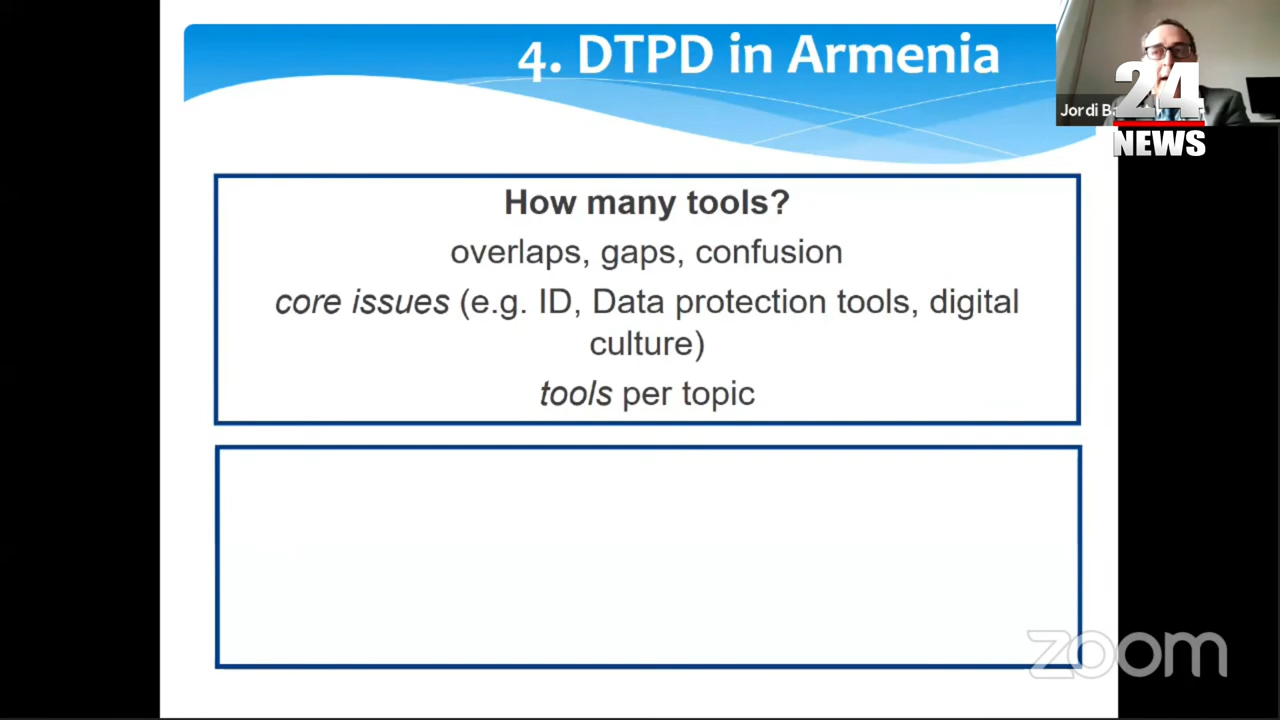 4. DTPD in Armenia
Jordi
24
NEWS
How many tools?
overlaps, gaps, confusion
core issues (e.g. ID, Data protection tools, digital
culture)
tools per topic
zoom